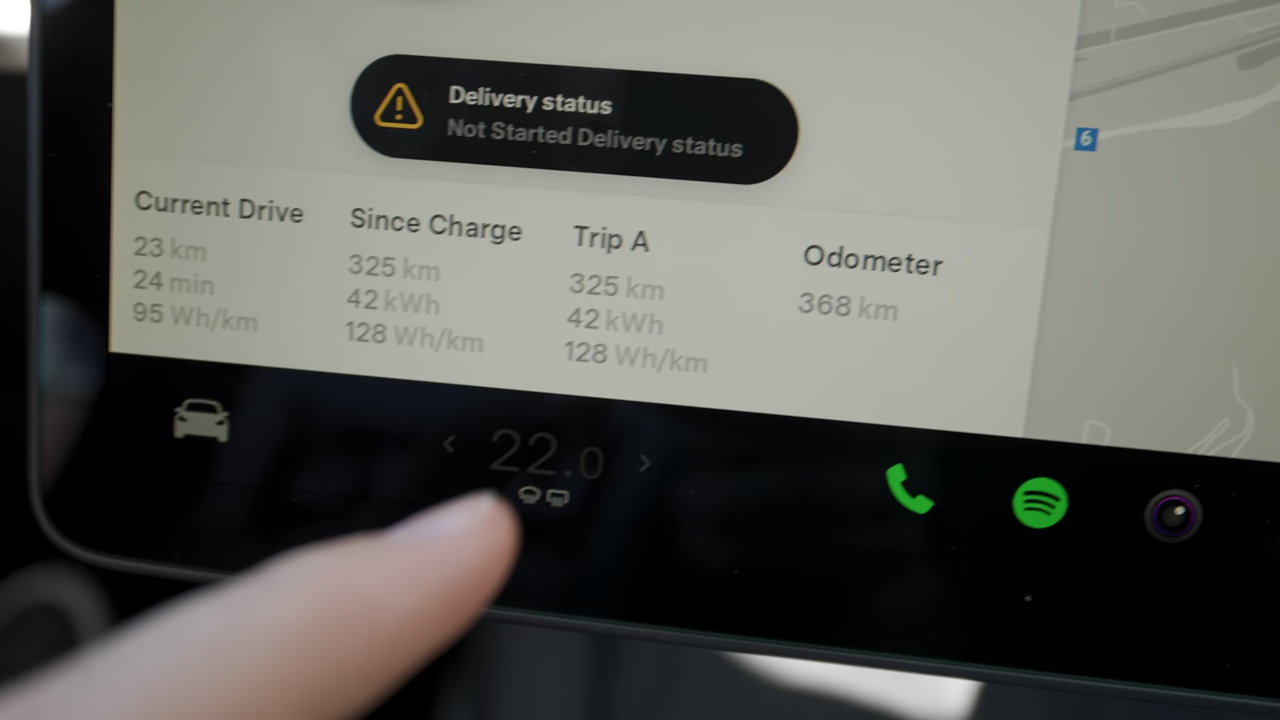 Delivery status
Not Started Delivery status
6
Current Drive
23 km
24 min
95 Wh/km
Since Charge
325 km
42 kWh
128 Wh/km
Trip A
325 km
42 kWh
128 Wh/km
Odometer
368 km
22.0